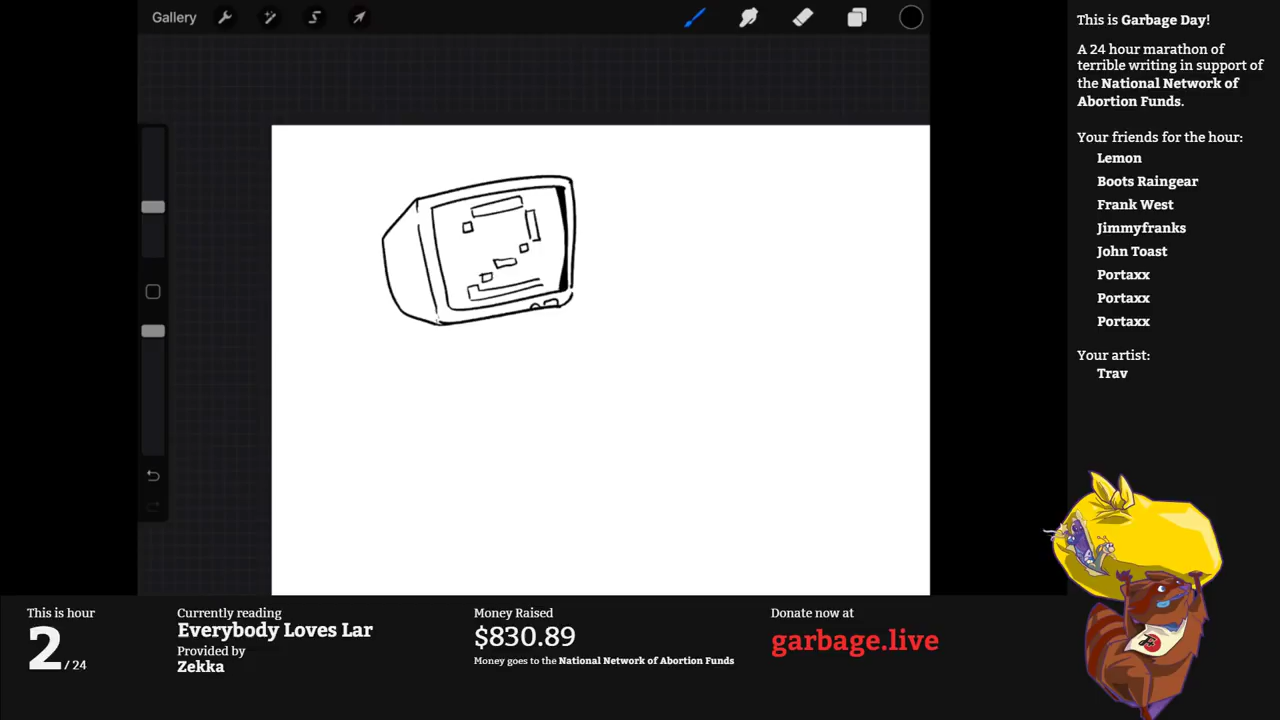 Gallery
This is Garbage Day!
A 24 hour marathon of
terrible writing in support of
the National Network of
Abortion Funds.
Your friends for the hour:
Lemon
Boots Raingear
Frank West
Jimmyfranks
John Toast
Portaxx
Portaxx
Portaxx
Your artist:
Trav
This is hour
2 / 24
Currently reading
Everybody Loves Lar
Provided by
Zekka
Money Raised
$830.89
Money goes to the National Network of Abortion Funds
Donate now at
garbage.live